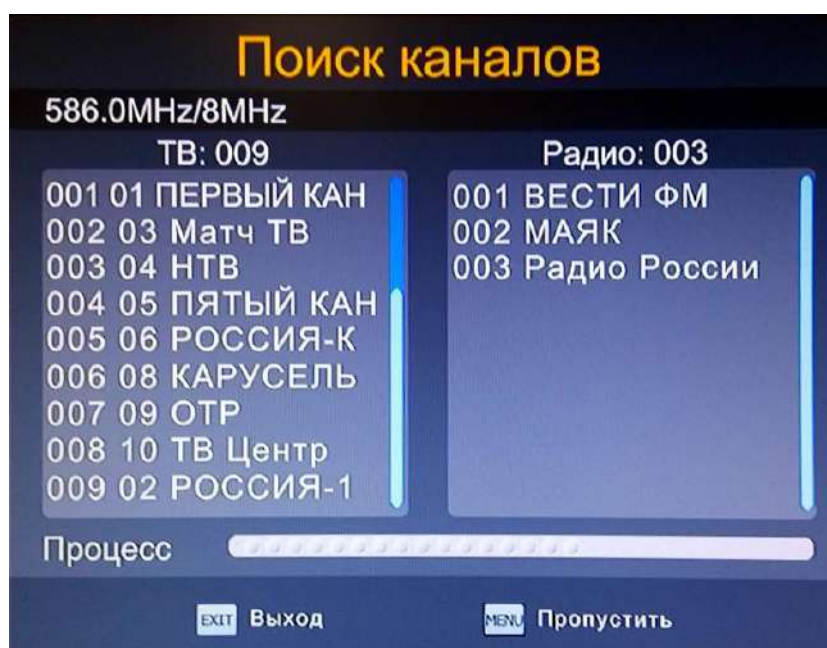 Поиск каналов
586.0MHz/8MHz
ТВ: 009
001 01 ПЕРВЫЙ КАН
002 03 Матч ТВ
003 04 НТВ
004 05 ПЯТЫЙ КАН
005 06 РОССИЯ-К
006 08 КАРУСЕЛЬ
007 09 ОТР
008 10 ТВ Центр
009 02 РОССИЯ-1
Радио: 003
001 ВЕСТИ ФМ
002 МАЯК
003 Радио России
Процесс
EXIT Выход
MENU Пропустить